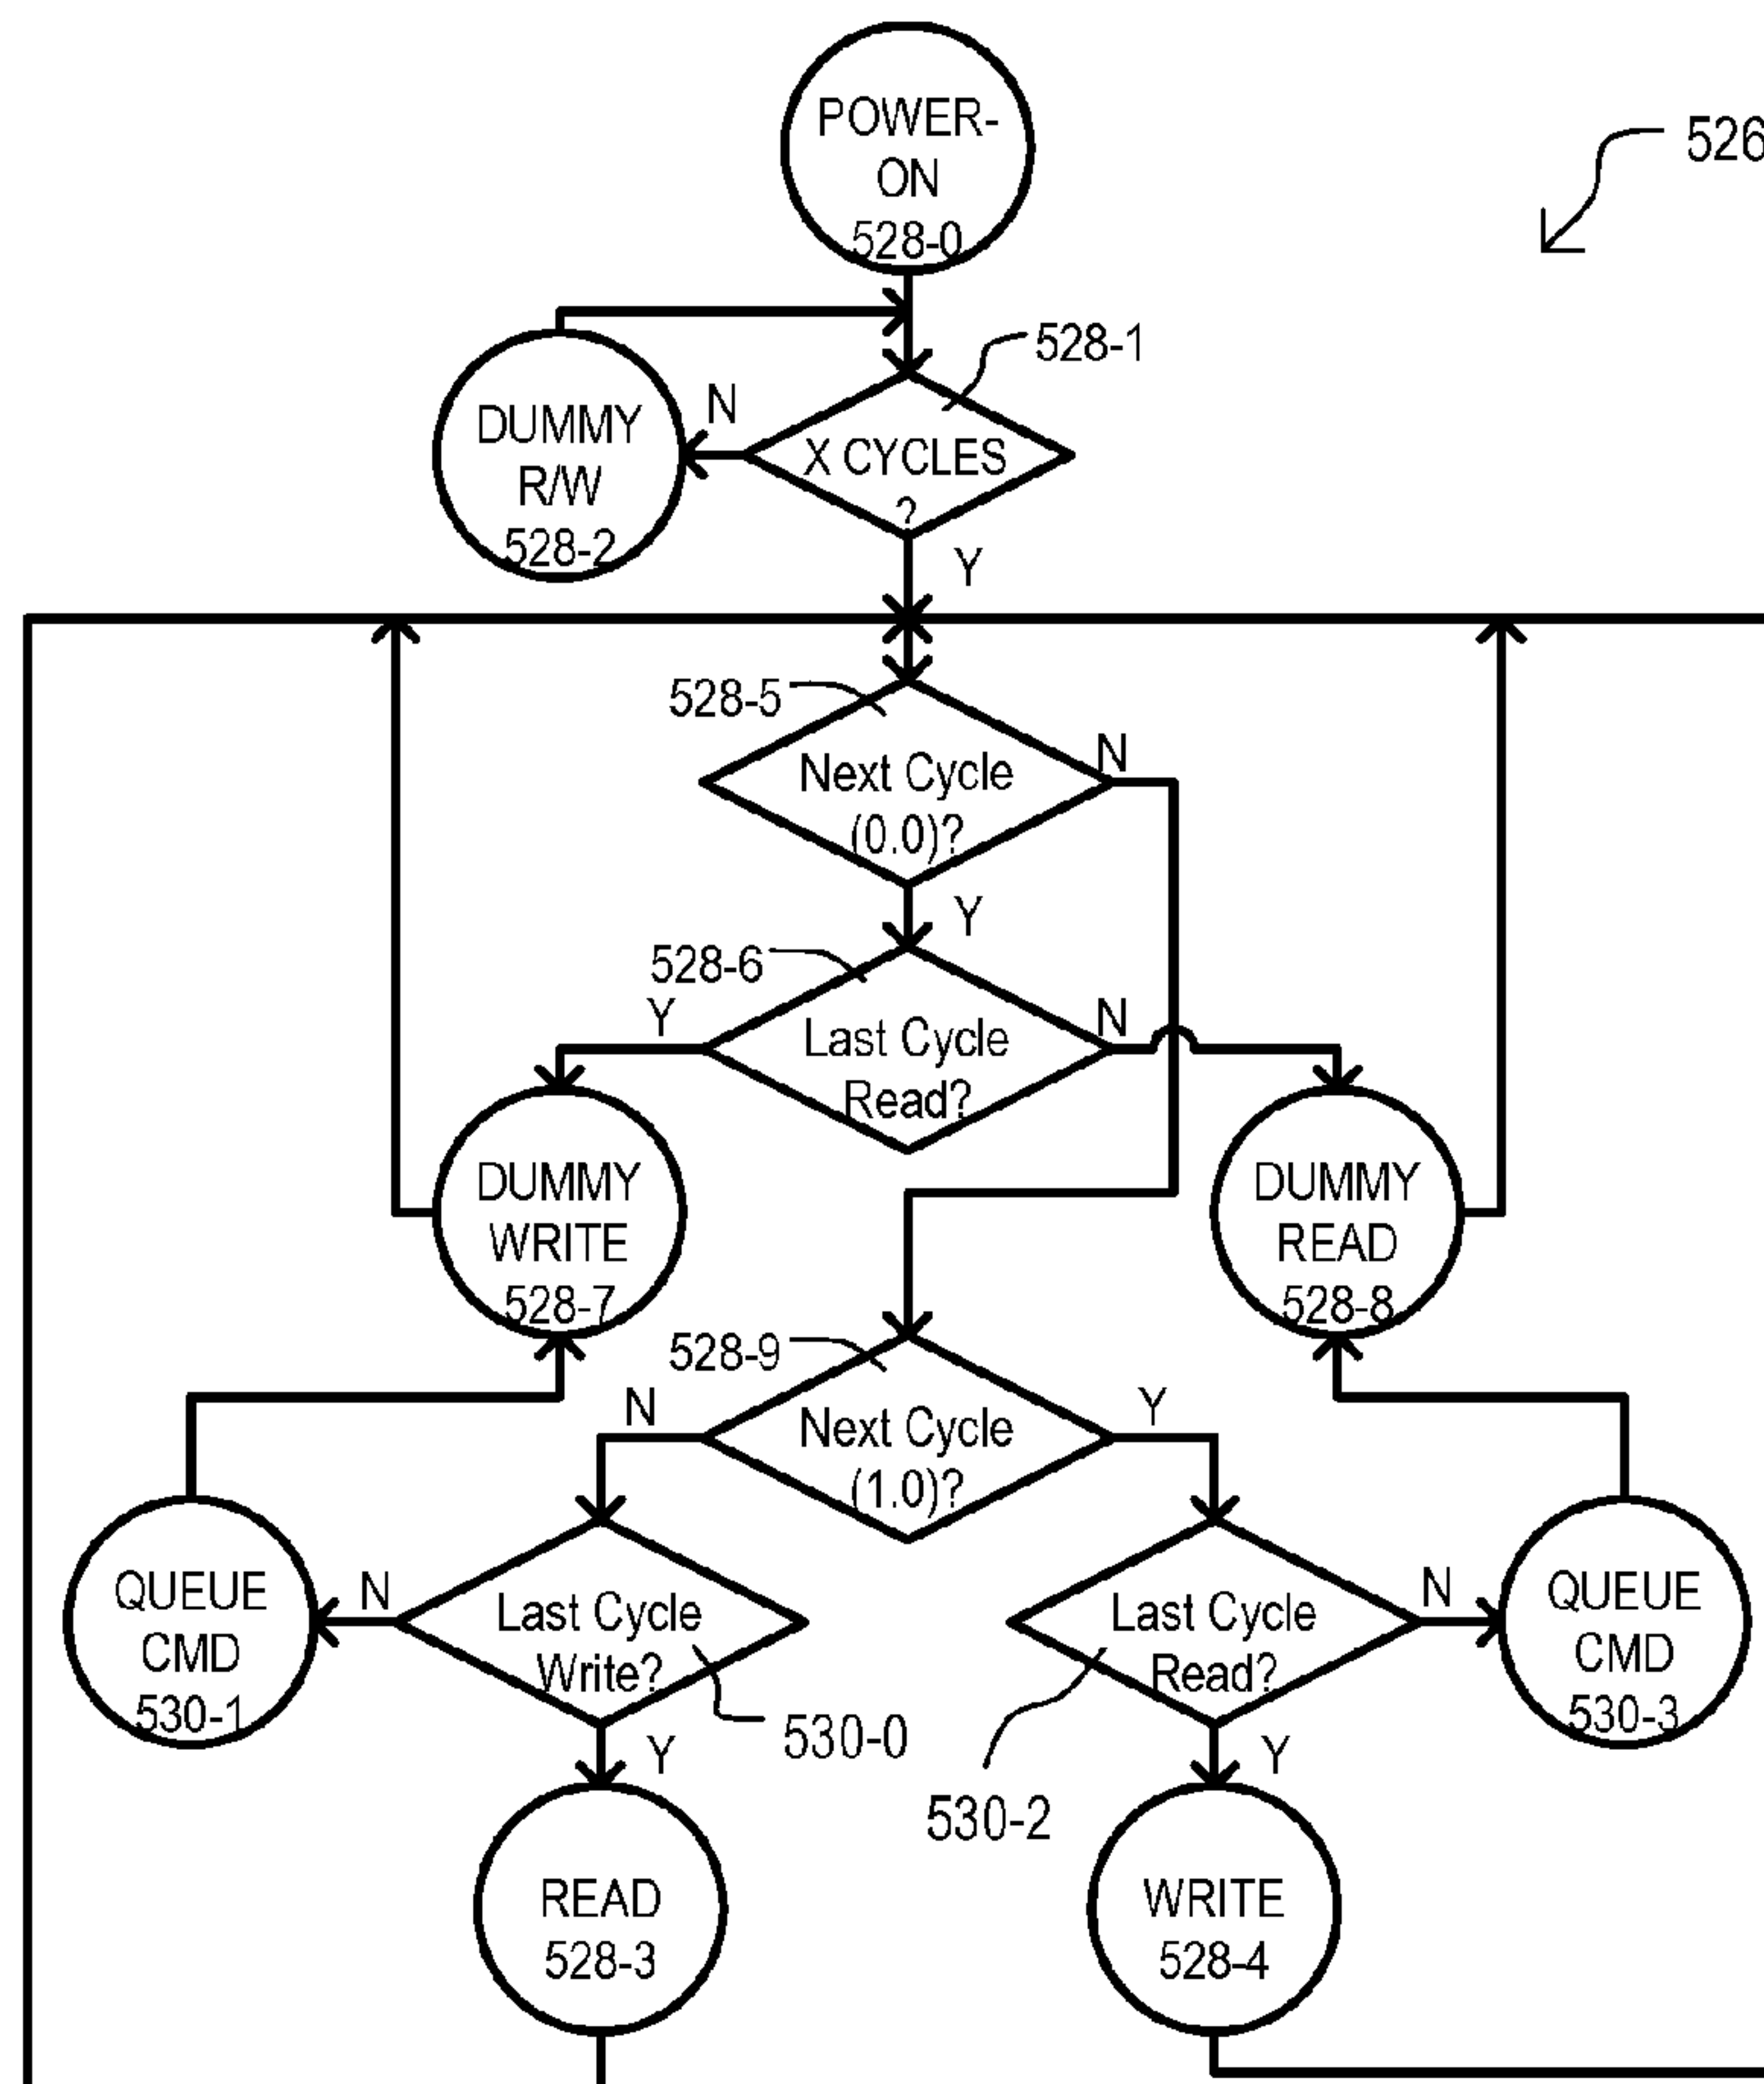 POWER-
ON
528-0
526
528-1
N
DUMMY
R/W
528-2
X CYCLES
?
Y
528-5
Next Cycle
(0.0)?
N
Y
528-6
Y
Last Cycle
Read?
N
DUMMY
WRITE
528-7
DUMMY
READ
528-8
528-9
N
Next Cycle
(1.0)?
Y
QUEUE
CMD
530-1
N
Last Cycle
Write?
530-0
Last Cycle
Read?
530-2
N
QUEUE
CMD
530-3
Y
Y
READ
528-3
WRITE
528-4